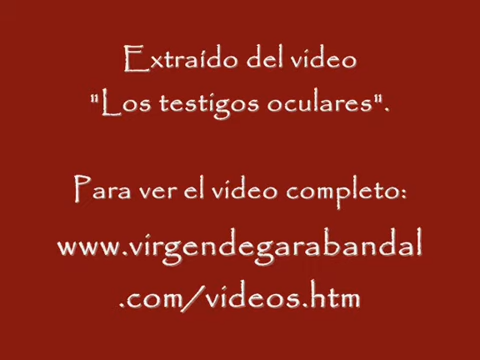 Extraído del video
"Los testigos oculares".
Para ver el video completo:
www.virgendegarabandal
.com/videos.htm